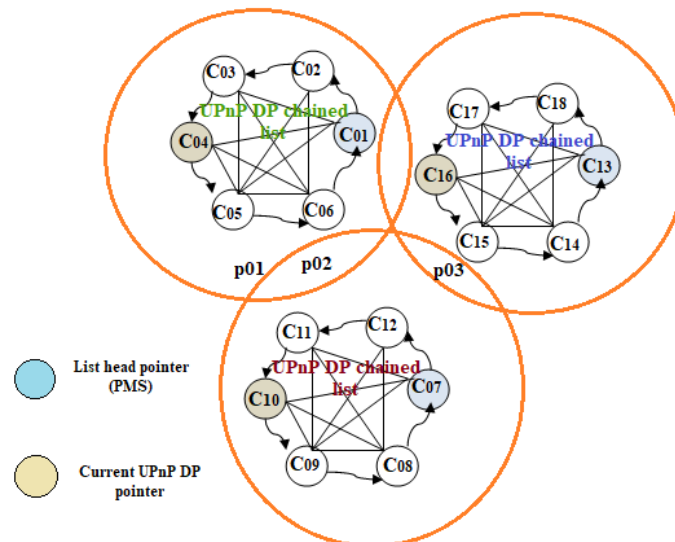 C03
C02
UPnP DP chained
list
C04
C01
C05
C06
C17
C18
UPnP DP chained
list
C16
C13
C15
C14
p01
p02
p03
C11
C12
UPnP DP chained
list
C10
C07
C09
C08
List head pointer
(PMS)
Current UPnP DP
pointer